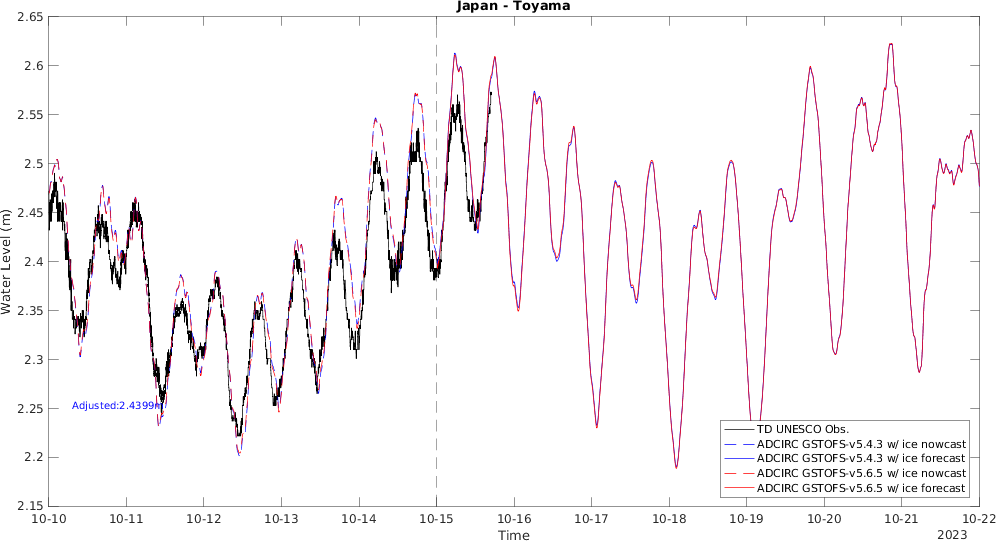 Japan - Toyama
2.65
2.6
2.55
2.5
2.45
2.4
2.35
2.3
2.25
2.2
2.15
Water Level (m)
Adjusted:2.4399m
TD UNESCO Obs.
ADCIRC GSTOFS-v5.4.3 w/ ice nowcast
ADCIRC GSTOFS-v5.4.3 w/ ice forecast
ADCIRC GSTOFS-v5.6.5 w/ ice nowcast
ADCIRC GSTOFS-v5.6.5 w/ ice forecast
10-10 10-11 10-12 10-13 10-14 10-15 10-16 10-17 10-18 10-19 10-20 10-21 10-22
Time
2023